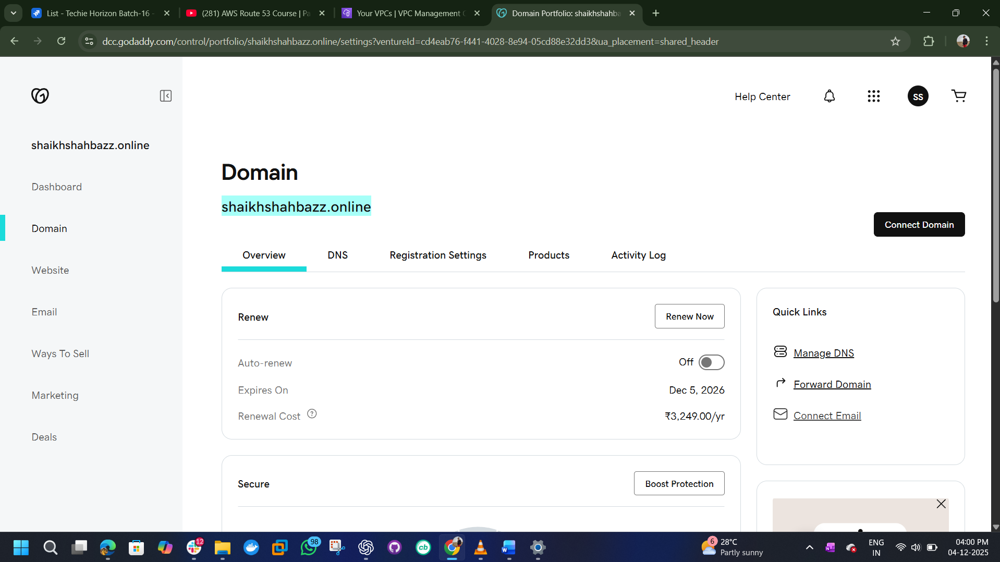 List - Techie Horizon Batch-16 -
(281) AWS Route 53 Course | Pa
Your VPCs | VPC Management C
Domain Portfolio: shaikhshahba
dcc.godaddy.com/control/portfolio/shaikhshahbazz.online/settings?ventureId=cd4eab76-f441-4028-8e94-05cd88e32dd3&ua_placement=shared_header
Help Center
SS
shaikhshahbazz.online
Dashboard
Domain
Website
Email
Ways To Sell
Marketing
Deals
Domain
shaikhshahbazz.online
Connect Domain
Overview
DNS
Registration Settings
Products
Activity Log
Renew
Renew Now
Auto-renew
Off
Expires On
Dec 5, 2026
Renewal Cost ?
₹3,249.00/yr
Secure
Boost Protection
Quick Links
Manage DNS
Forward Domain
Connect Email
12
98
cb
W
6
28°C
Partly sunny
N
ENG
IN
04:00 PM
04-12-2025